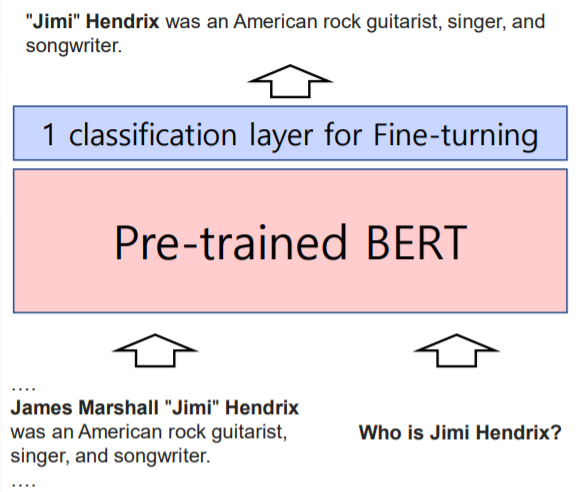 "Jimi" Hendrix was an American rock guitarist, singer, and
songwriter.
1 classification layer for Fine-turning
Pre-trained BERT
....
James Marshall "Jimi" Hendrix
was an American rock guitarist,
singer, and songwriter.
....
Who is Jimi Hendrix?